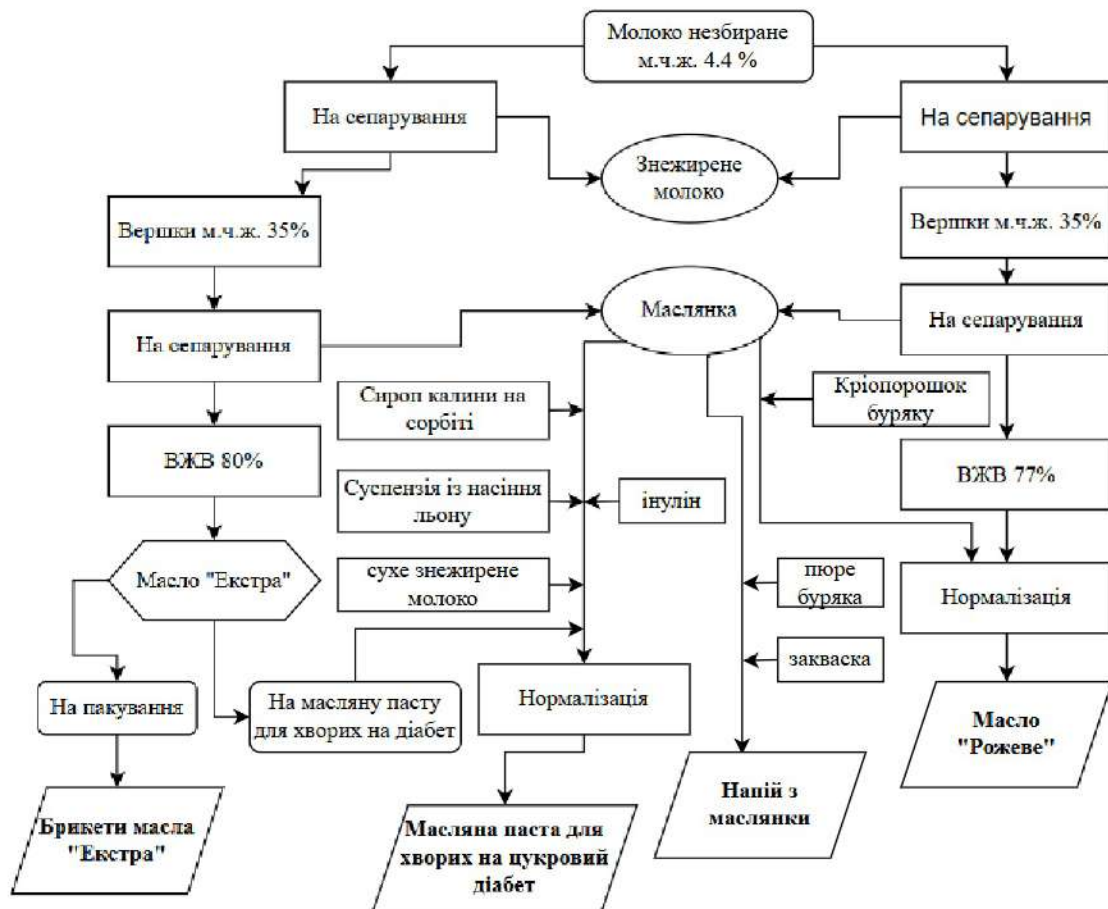 Молоко незбиране
м.ч.ж. 4.4 %
На сепарування
На сепарування
Знежирене
молоко
Вершки м.ч.ж. 35%
Вершки м.ч.ж. 35%
Маслянка
На сепарування
На сепарування
Сироп калини на
сорбіті
Кріопорошок
буряку
ВЖВ 80%
ВЖВ 77%
Суспензія із насіння
льону
інулін
Масло "Екстра"
сухе знежирене
молоко
пюре
буряка
Нормалізація
закваска
На пакування
На масляну пасту
для хворих на діабет
Нормалізація
Масло
"Рожеве"
Брикети масла
"Екстра"
Масляна паста для
хворих на цукровий
діабет
Напій з
маслянки